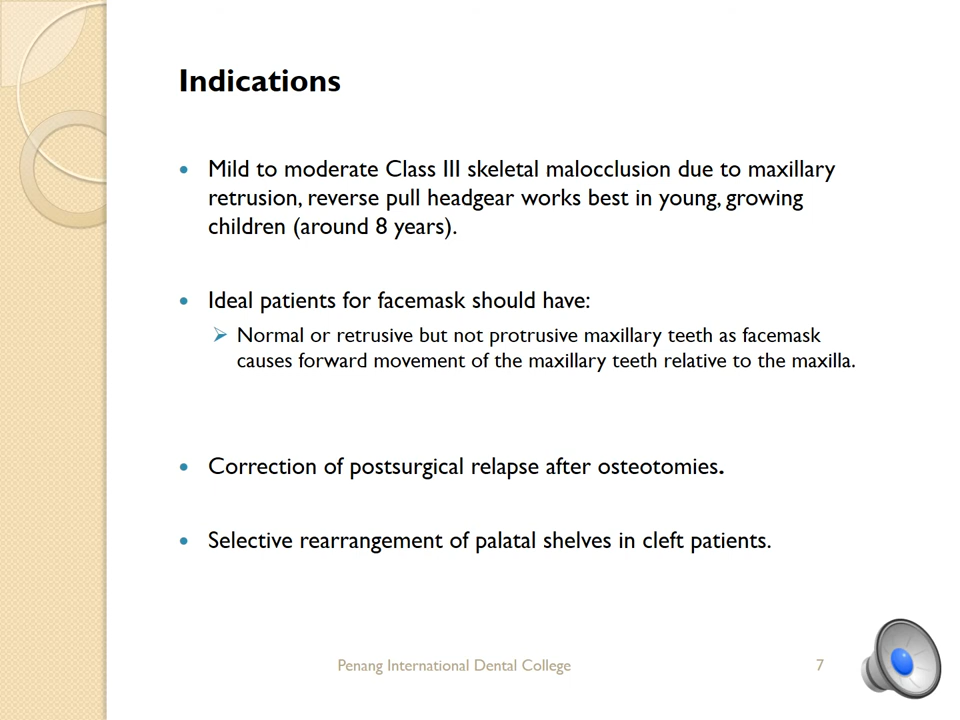 Indications
• Mild to moderate Class III skeletal malocclusion due to maxillary
retrusion, reverse pull headgear works best in young, growing
children (around 8 years).
• Ideal patients for facemask should have:
➢ Normal or retrusive but not protrusive maxillary teeth as facemask
causes forward movement of the maxillary teeth relative to the maxilla.
• Correction of postsurgical relapse after osteotomies.
• Selective rearrangement of palatal shelves in cleft patients.
Penang International Dental College 7